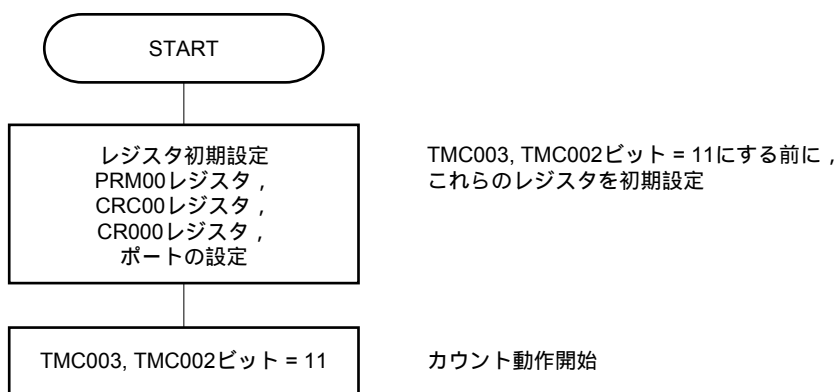 START
レジスタ初期設定
PRM00レジスタ，
CRC00レジスタ，
CR000レジスタ，
ポートの設定
TMC003, TMC002ビット = 11にする前に，
これらのレジスタを初期設定
TMC003, TMC002ビット = 11
カウント動作開始